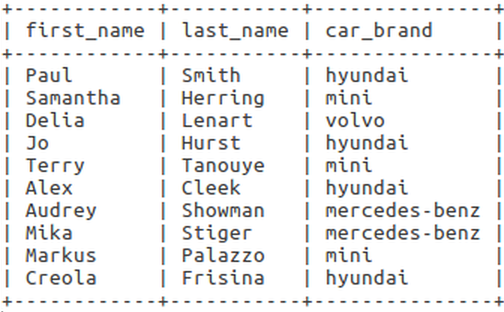 +------------+-----------+---------------+
| first_name | last_name | car_brand     |
+------------+-----------+---------------+
| Paul       | Smith     | hyundai       |
| Samantha   | Herring   | mini          |
| Delia      | Lenart    | volvo         |
| Jo         | Hurst     | hyundai       |
| Terry      | Tanouye   | mini          |
| Alex       | Cleek     | hyundai       |
| Audrey     | Showman   | mercedes-benz |
| Mika       | Stiger    | mercedes-benz |
| Markus     | Palazzo   | mini          |
| Creola     | Frisina   | hyundai       |
+------------+-----------+---------------+